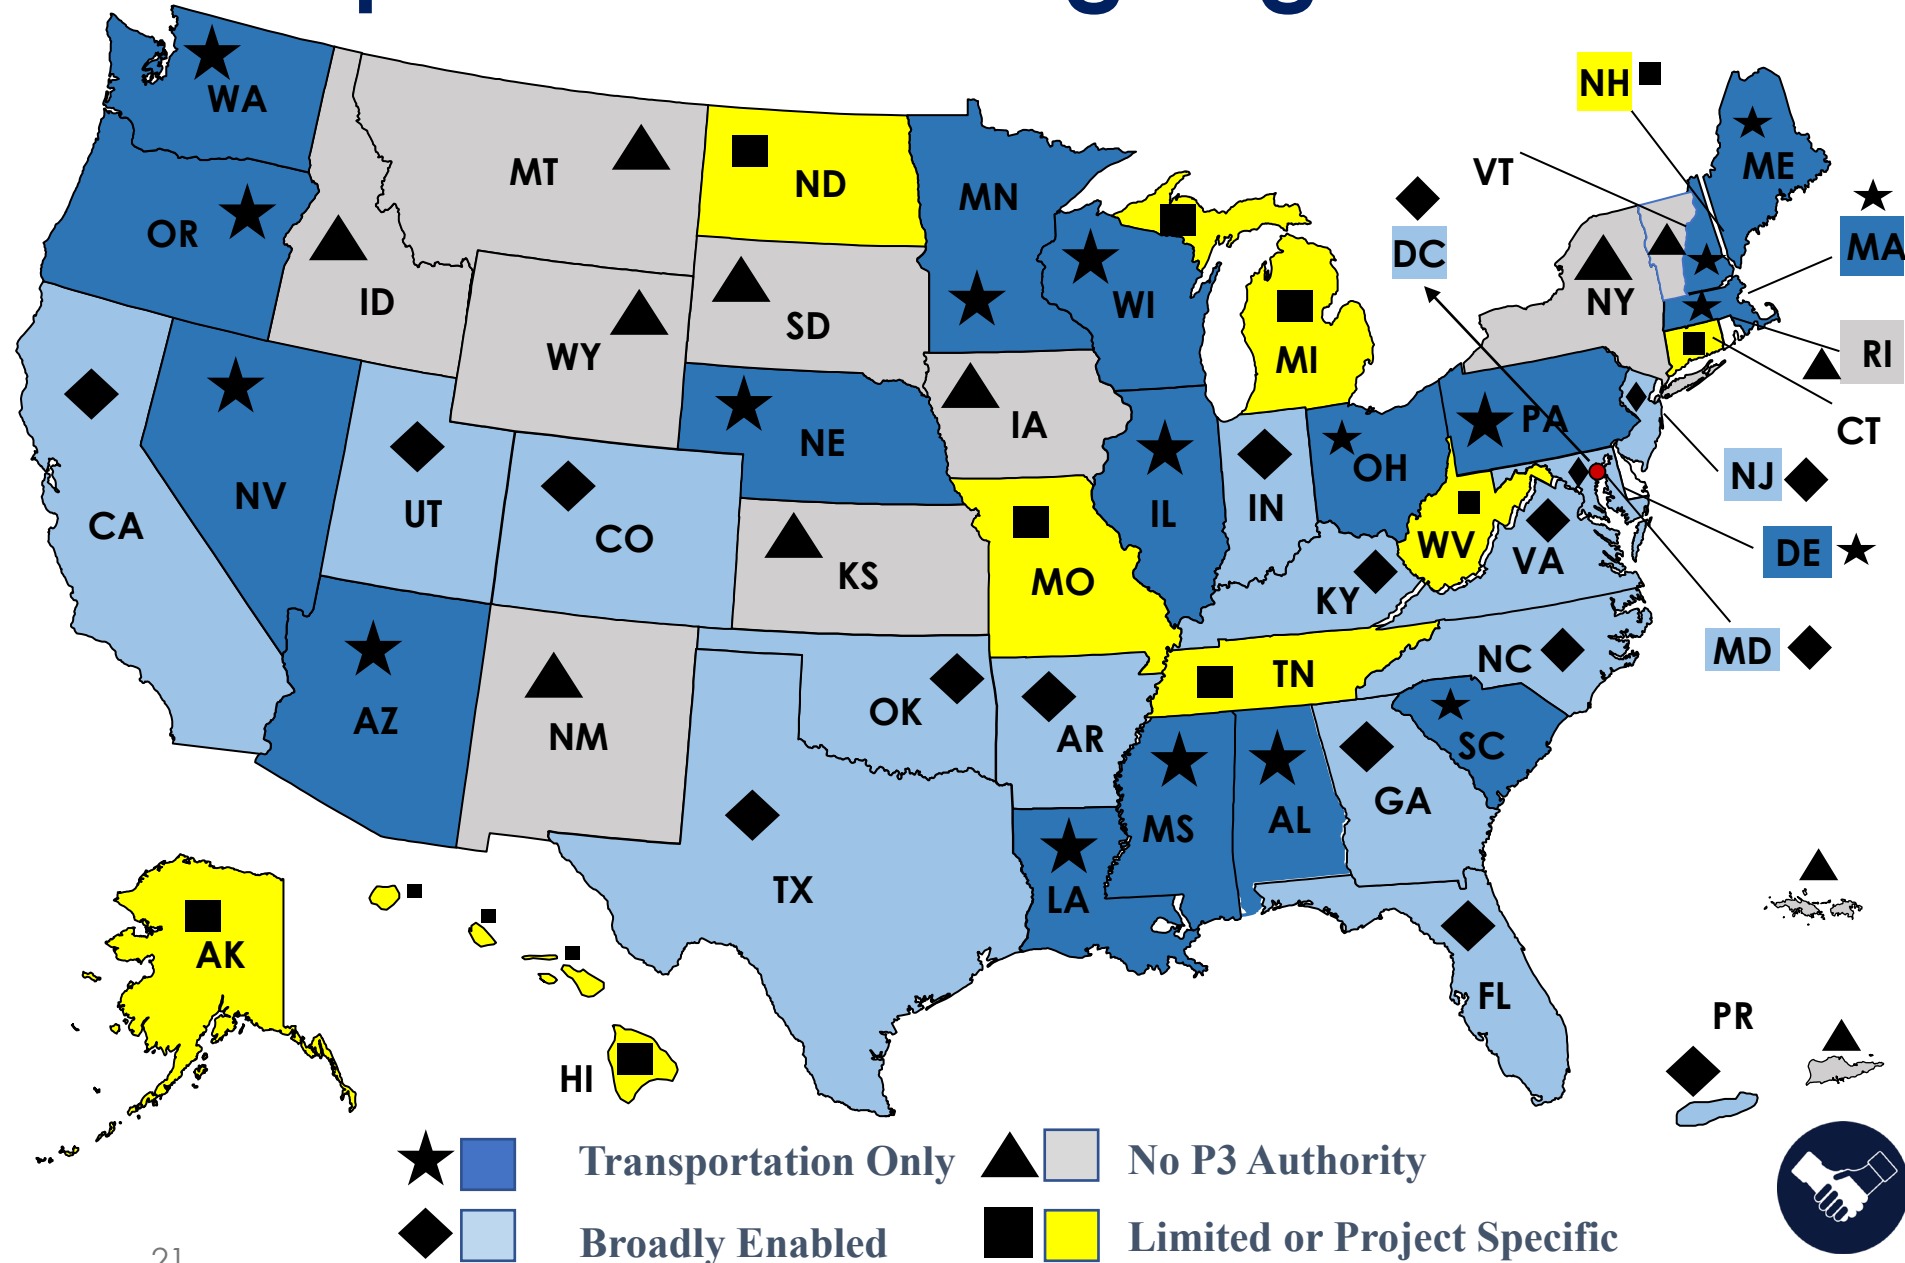 WA
NH
VT
ME
MT
ND
MN
OR
DC
MA
ID
SD
WI
NY
WY
MI
RI
IA
PA
CT
NE
OH
NV
UT
CO
IL
IN
NJ
CA
KS
MO
WV
VA
DE
KY
MD
NC
TN
AZ
NM
OK
AR
SC
GA
MS
AL
TX
LA
AK
FL
PR
HI
Transportation Only
No P3 Authority
Broadly Enabled
Limited or Project Specific
21